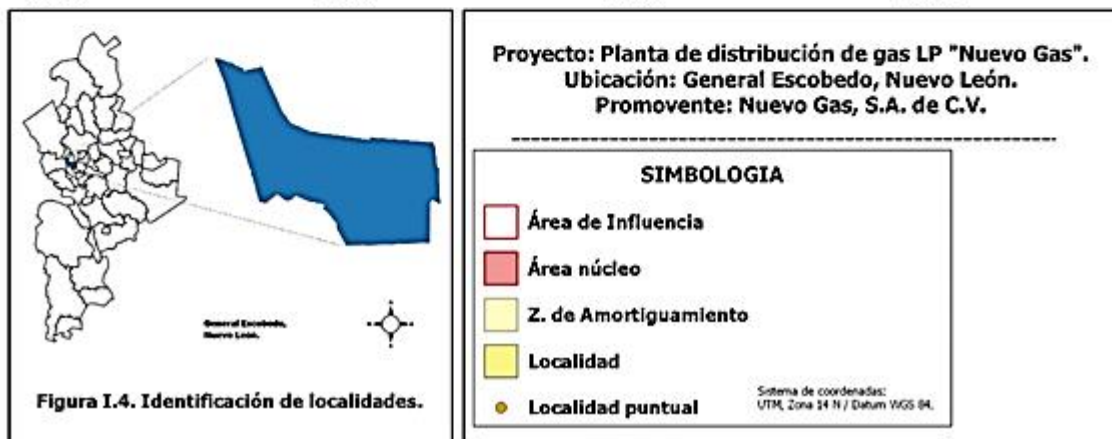 General Escobedo,
Nuevo León.
Figura I.4. Identificación de localidades.
Proyecto: Planta de distribución de gas LP "Nuevo Gas".
Ubicación: General Escobedo, Nuevo León.
Promovente: Nuevo Gas, S.A. de C.V.
SIMBOLOGIA
Área de Influencia
Área núcleo
Z. de Amortiguamiento
Localidad
Localidad puntual
Sistema de coordenadas:
UTM, Zona 14 N / Datum WGS 84.